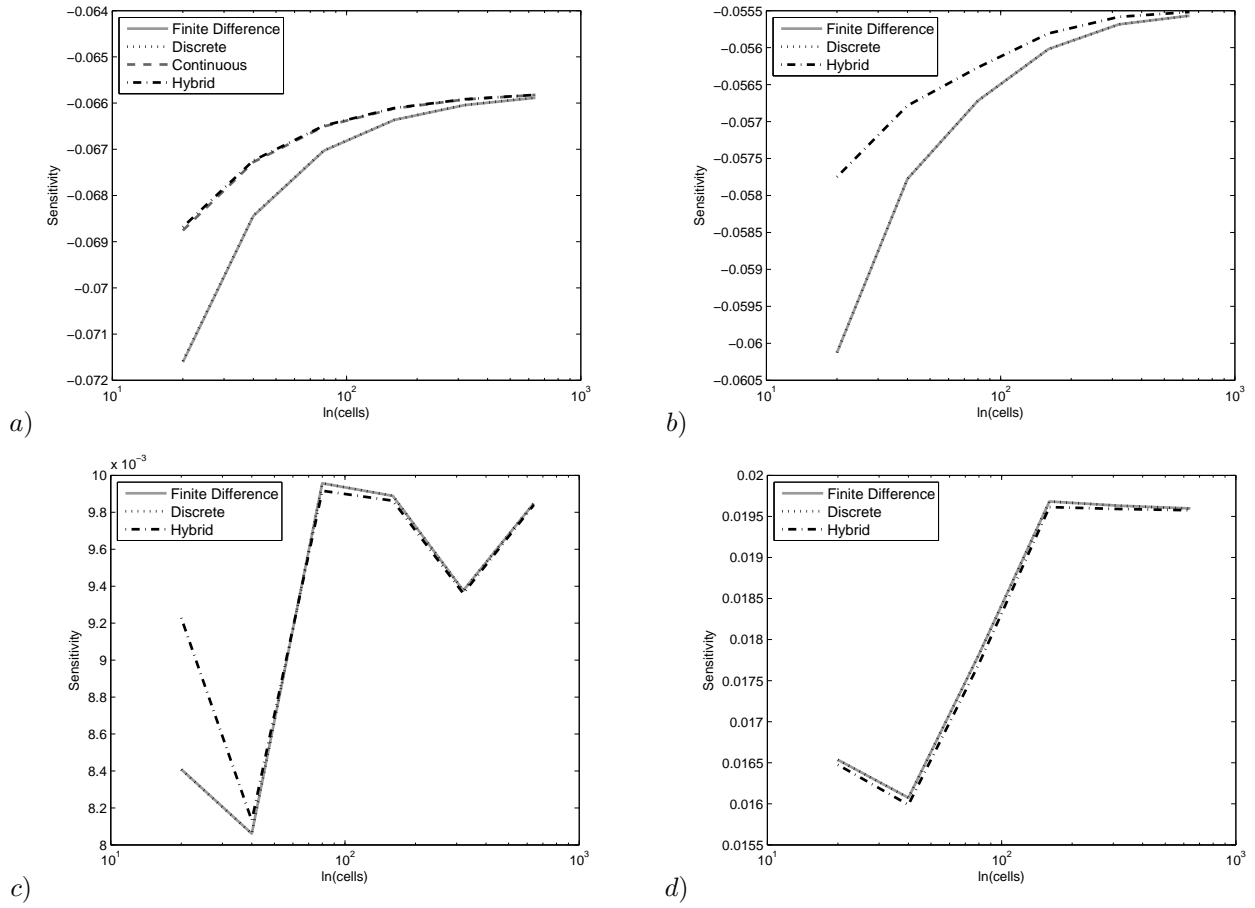 −0.064
−0.065
−0.066
−0.067
−0.068
−0.069
−0.07
−0.071
−0.072
Sensitivity
Finite Difference
Discrete
Continuous
Hybrid
10^1
10^2
10^3
ln(cells)
a)
−0.0555
−0.056
−0.0565
−0.057
−0.0575
−0.058
−0.0585
−0.059
−0.0595
−0.06
−0.0605
Sensitivity
Finite Difference
Discrete
Hybrid
10^1
10^2
10^3
ln(cells)
b)
x 10^−3
10
9.8
9.6
9.4
9.2
9
8.8
8.6
8.4
8.2
8
Sensitivity
Finite Difference
Discrete
Hybrid
10^1
10^2
10^3
ln(cells)
c)
0.02
0.0195
0.019
0.0185
0.018
0.0175
0.017
0.0165
0.016
0.0155
Sensitivity
Finite Difference
Discrete
Hybrid
10^1
10^2
10^3
ln(cells)
d)